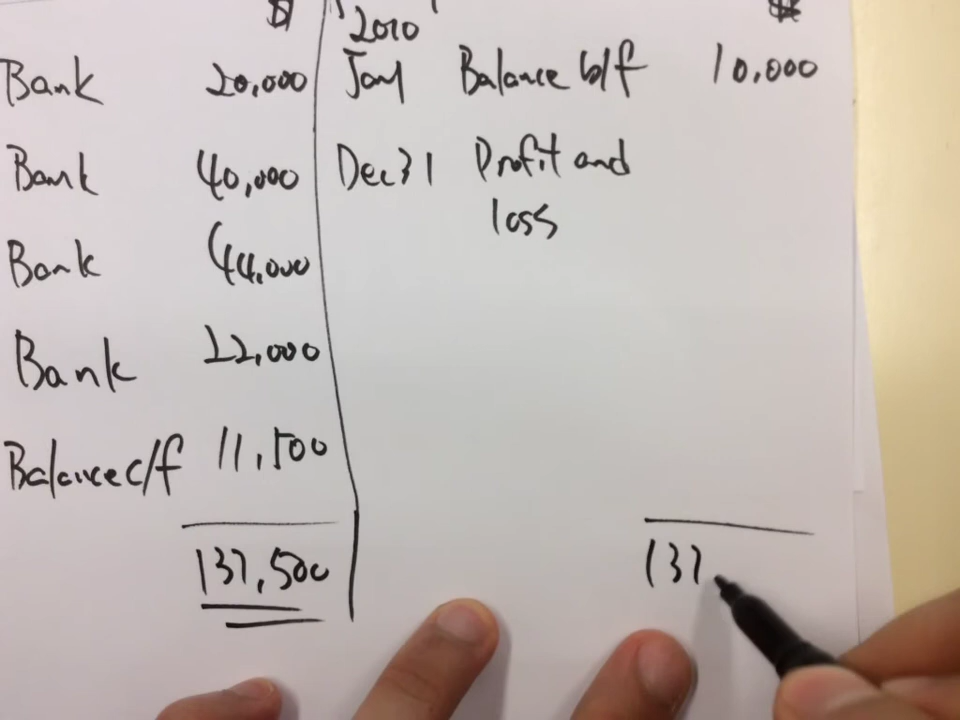 $ 2010 $
Bank 20,000 Jan 1 Balance b/f 10,000
Bank 40,000 Dec 31 Profit and
loss
Bank 44,000
Bank 22,000
Balance c/f 11,500
137,500 137